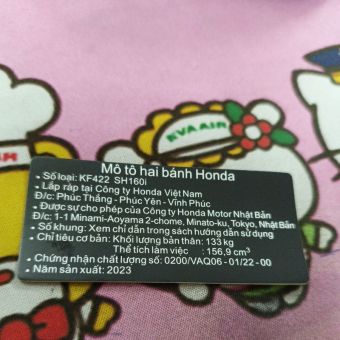 EVA AIR
Mô tô hai bánh Honda
• Số loại: KF422 SH160i
• Lắp ráp tại Công ty Honda Việt Nam
Đ/c: Phúc Thắng - Phúc Yên - Vĩnh Phúc
• Được sự cho phép của Công ty Honda Motor Nhật Bản
Đ/c: 1-1 Minami-Aoyama 2-chome, Minato-ku, Tokyo, Nhật Bản
• Số khung: Xem chỉ dẫn trong sách hướng dẫn sử dụng
• Chỉ tiêu cơ bản: Khối lượng bản thân: 133 kg
Thể tích làm việc : 156,9 cm³
• Chứng nhận chất lượng số: 0200/VAQ06 - 01/22 - 00
• Năm sản xuất: 2023